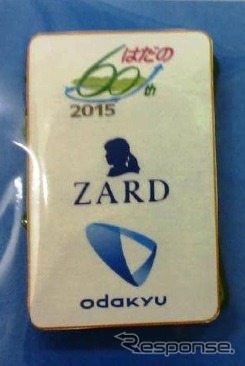 はだの
60th
2015
ZARD
odakyu
Response.